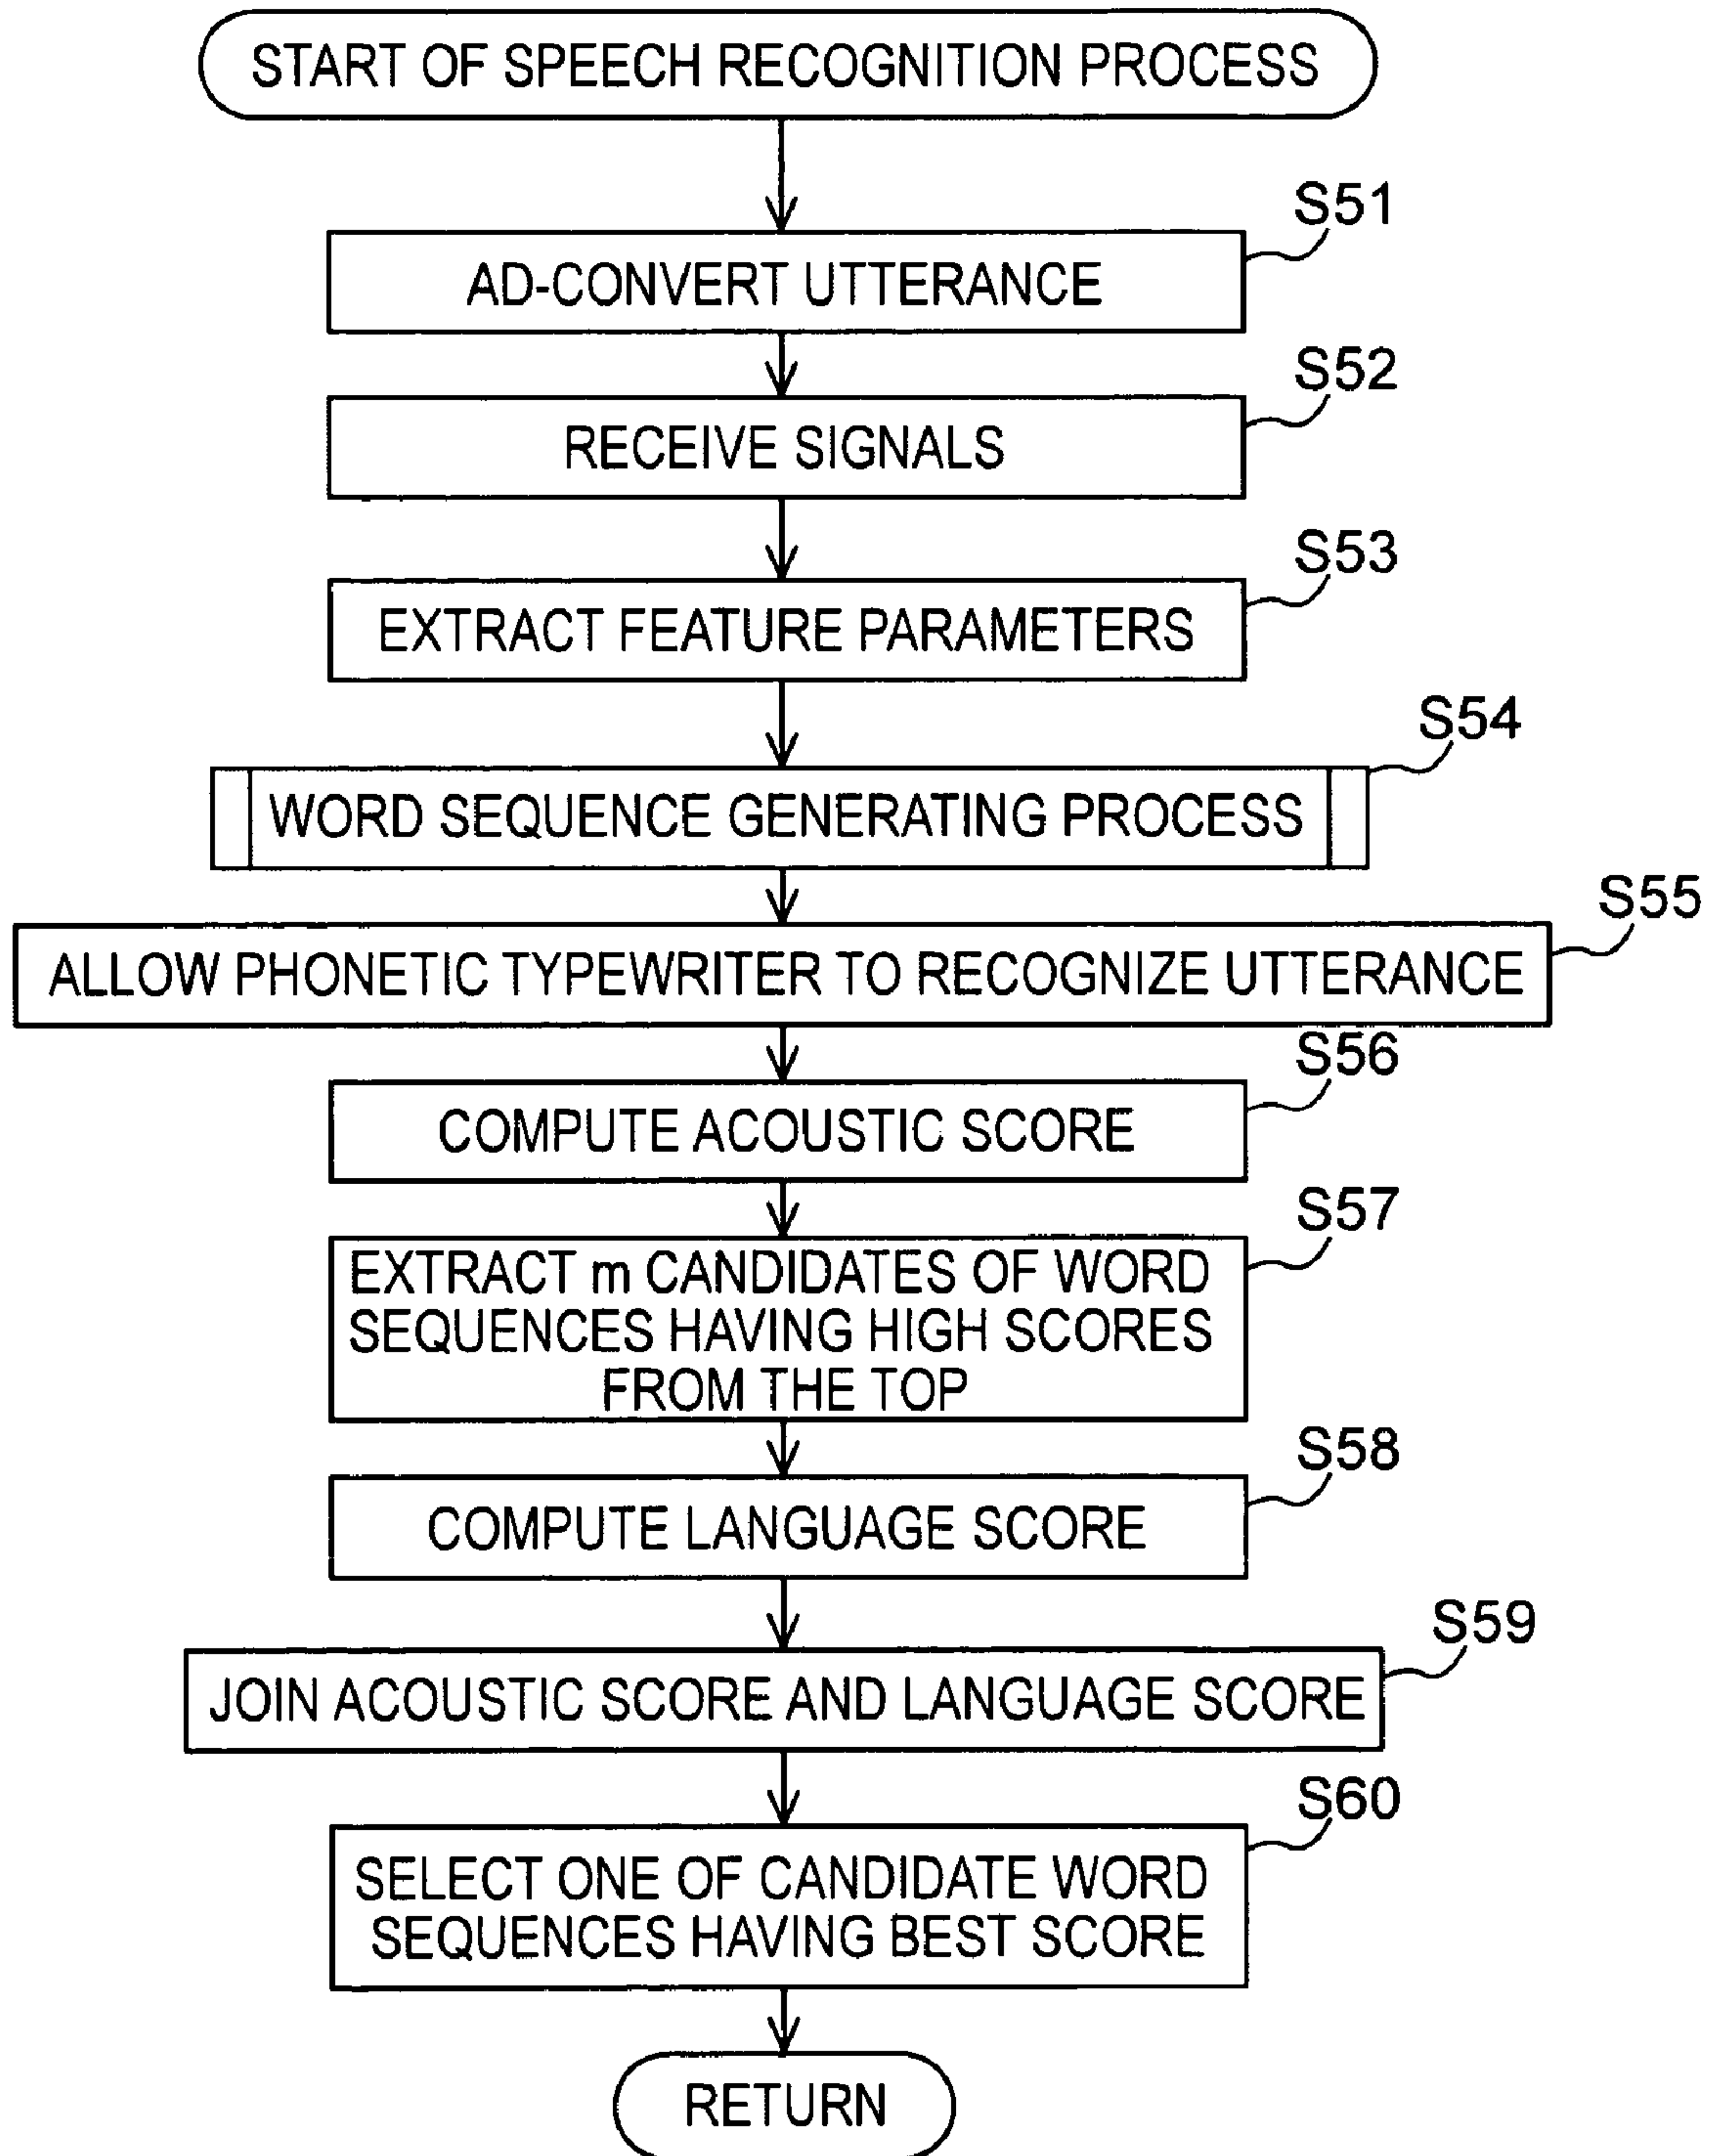 START OF SPEECH RECOGNITION PROCESS
S51
AD-CONVERT UTTERANCE
S52
RECEIVE SIGNALS
S53
EXTRACT FEATURE PARAMETERS
S54
WORD SEQUENCE GENERATING PROCESS
S55
ALLOW PHONETIC TYPEWRITER TO RECOGNIZE UTTERANCE
S56
COMPUTE ACOUSTIC SCORE
S57
EXTRACT m CANDIDATES OF WORD
SEQUENCES HAVING HIGH SCORES
FROM THE TOP
S58
COMPUTE LANGUAGE SCORE
S59
JOIN ACOUSTIC SCORE AND LANGUAGE SCORE
S60
SELECT ONE OF CANDIDATE WORD
SEQUENCES HAVING BEST SCORE
RETURN